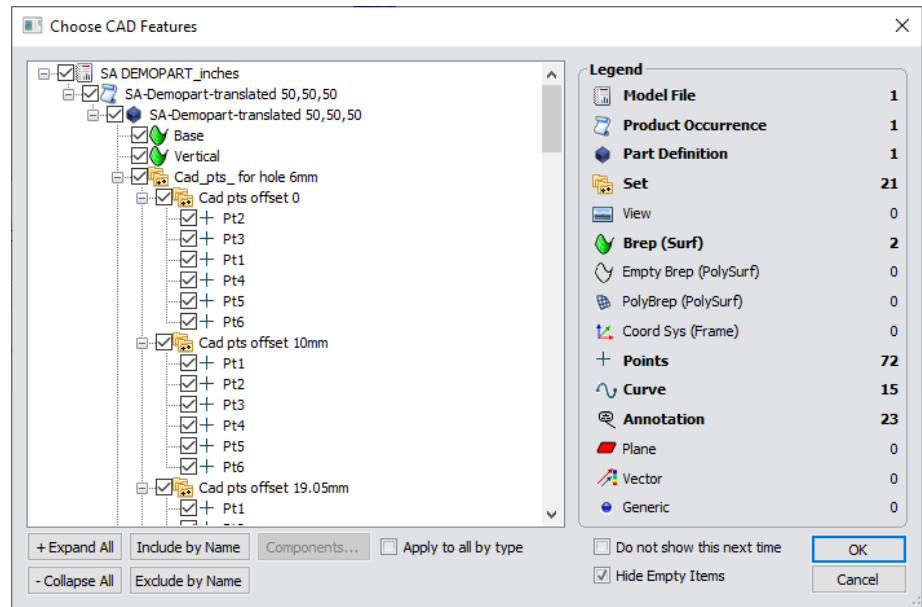 Choose CAD Features
SA DEMOPART_inches
SA-Demopart-translated 50,50,50
SA-Demopart-translated 50,50,50
Base
Vertical
Cad_pts_ for hole 6mm
Cad pts offset 0
Pt2
Pt3
Pt1
Pt4
Pt5
Pt6
Cad pts offset 10mm
Pt1
Pt2
Pt3
Pt4
Pt5
Pt6
Cad pts offset 19.05mm
Pt1
Legend
Model File 1
Product Occurrence 1
Part Definition 1
Set 21
View 0
Brep (Surf) 2
Empty Brep (PolySurf) 0
PolyBrep (PolySurf) 0
Coord Sys (Frame) 0
Points 72
Curve 15
Annotation 23
Plane 0
Vector 0
Generic 0
+ Expand All Include by Name Components... Apply to all by type Do not show this next time OK
- Collapse All Exclude by Name Hide Empty Items Cancel